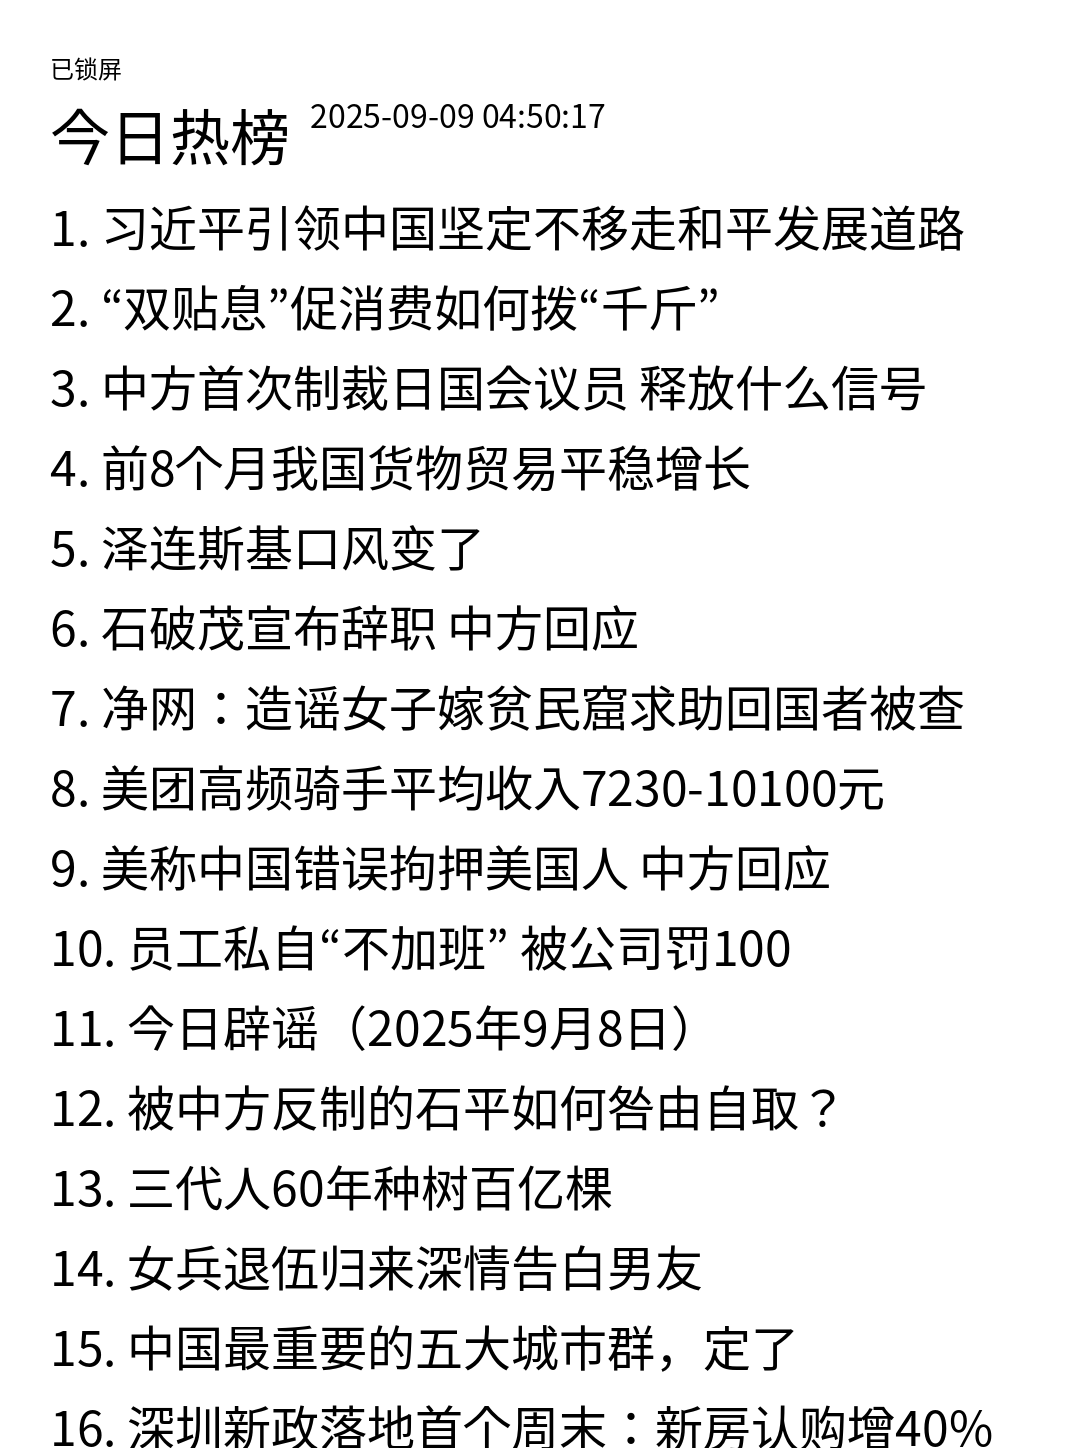 已锁屏
今日热榜 2025-09-09 04:50:17
1. 习近平引领中国坚定不移走和平发展道路
2. “双贴息”促消费如何拨“千斤”
3. 中方首次制裁日国会议员 释放什么信号
4. 前8个月我国货物贸易平稳增长
5. 泽连斯基口风变了
6. 石破茂宣布辞职 中方回应
7. 净网：造谣女子嫁贫民窟求助回国者被查
8. 美团高频骑手平均收入7230-10100元
9. 美称中国错误拘押美国人 中方回应
10. 员工私自“不加班” 被公司罚100
11. 今日辟谣（2025年9月8日）
12. 被中方反制的石平如何咎由自取？
13. 三代人60年种树百亿棵
14. 女兵退伍归来深情告白男友
15. 中国最重要的五大城市群，定了
16. 深圳新政落地首个周末：新房认购增40%